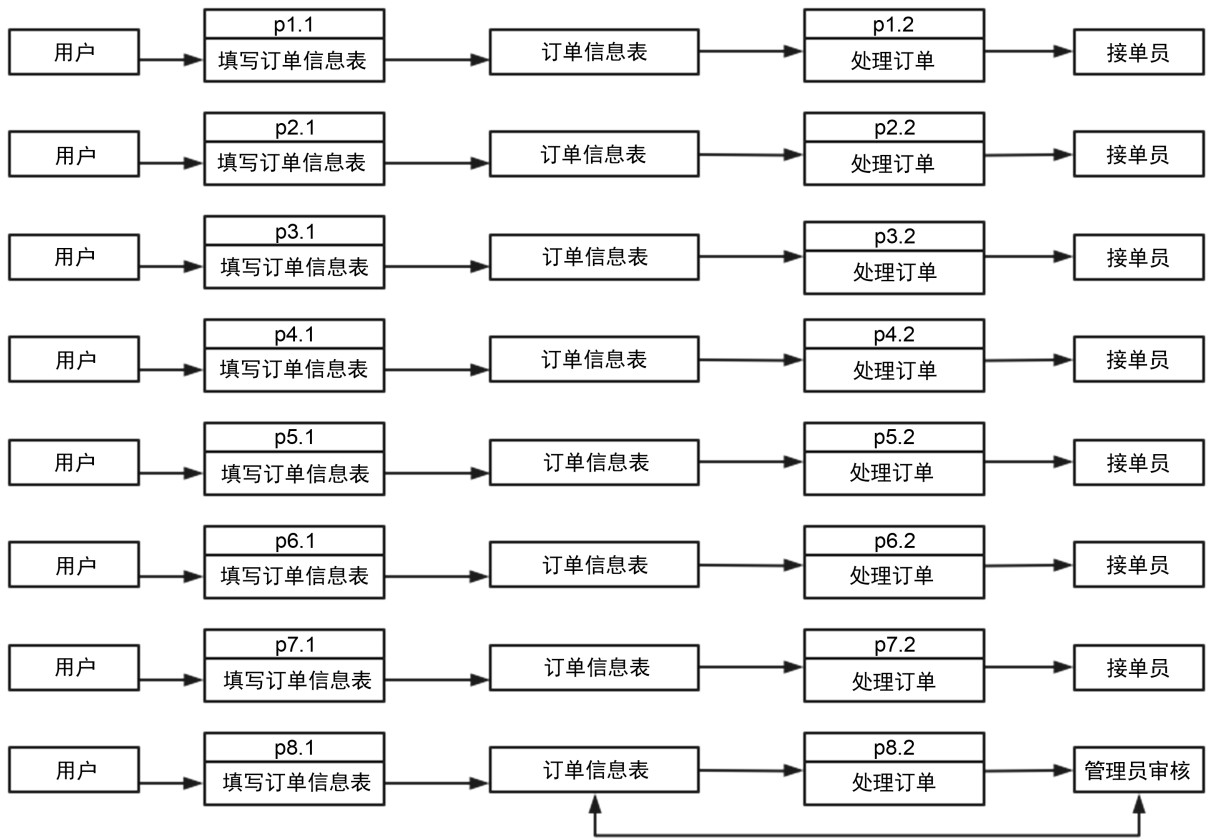 用户
p1.1
填写订单信息表
订单信息表
p1.2
处理订单
接单员
用户
p2.1
填写订单信息表
订单信息表
p2.2
处理订单
接单员
用户
p3.1
填写订单信息表
订单信息表
p3.2
处理订单
接单员
用户
p4.1
填写订单信息表
订单信息表
p4.2
处理订单
接单员
用户
p5.1
填写订单信息表
订单信息表
p5.2
处理订单
接单员
用户
p6.1
填写订单信息表
订单信息表
p6.2
处理订单
接单员
用户
p7.1
填写订单信息表
订单信息表
p7.2
处理订单
接单员
用户
p8.1
填写订单信息表
订单信息表
p8.2
处理订单
管理员审核